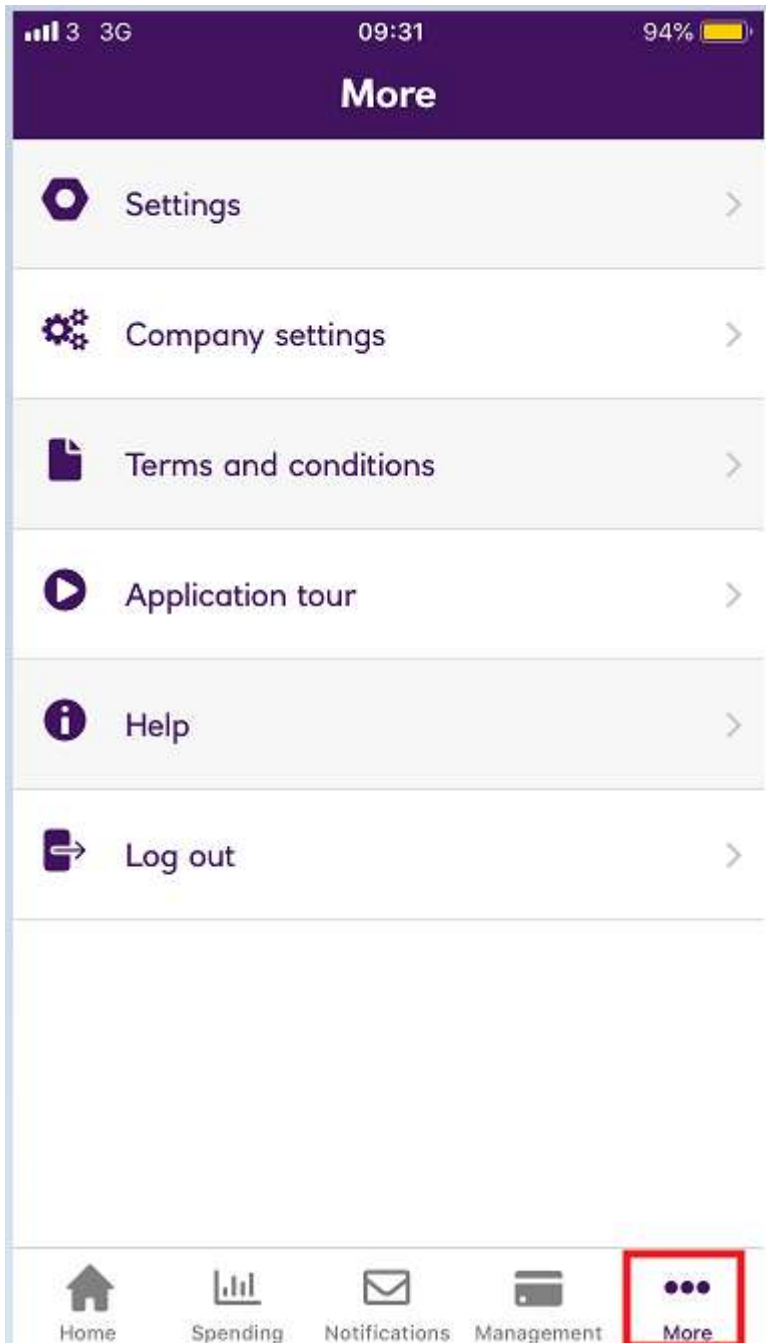 3 3G 09:31 94%
More
Settings
Company settings
Terms and conditions
Application tour
Help
Log out
Home Spending Notifications Management More